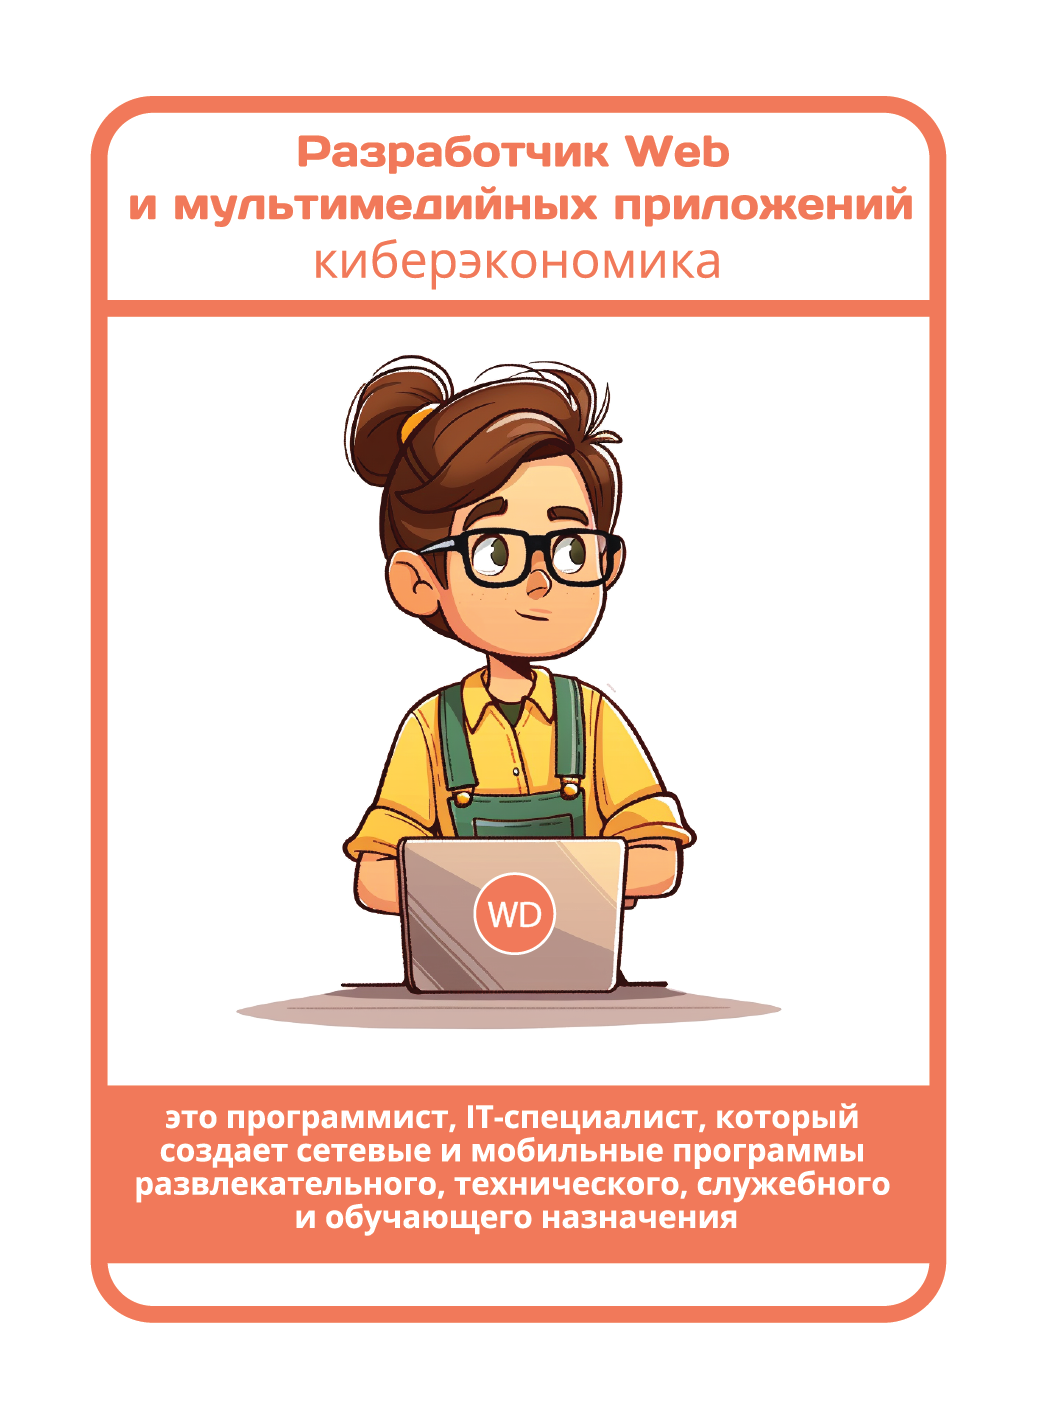 Разработчик Web
и мультимедийных приложений
киберэкономика
WD
это программист, IT-специалист, который
создает сетевые и мобильные программы
развлекательного, технического, служебного
и обучающего назначения